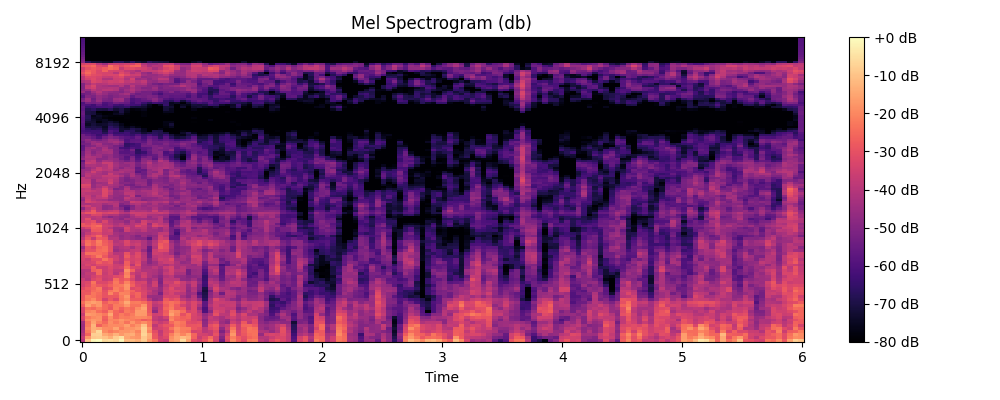 Mel Spectrogram (db)
Hz
8192
4096
2048
1024
512
0
0 1 2 3 4 5 6
Time
+0 dB
-10 dB
-20 dB
-30 dB
-40 dB
-50 dB
-60 dB
-70 dB
-80 dB